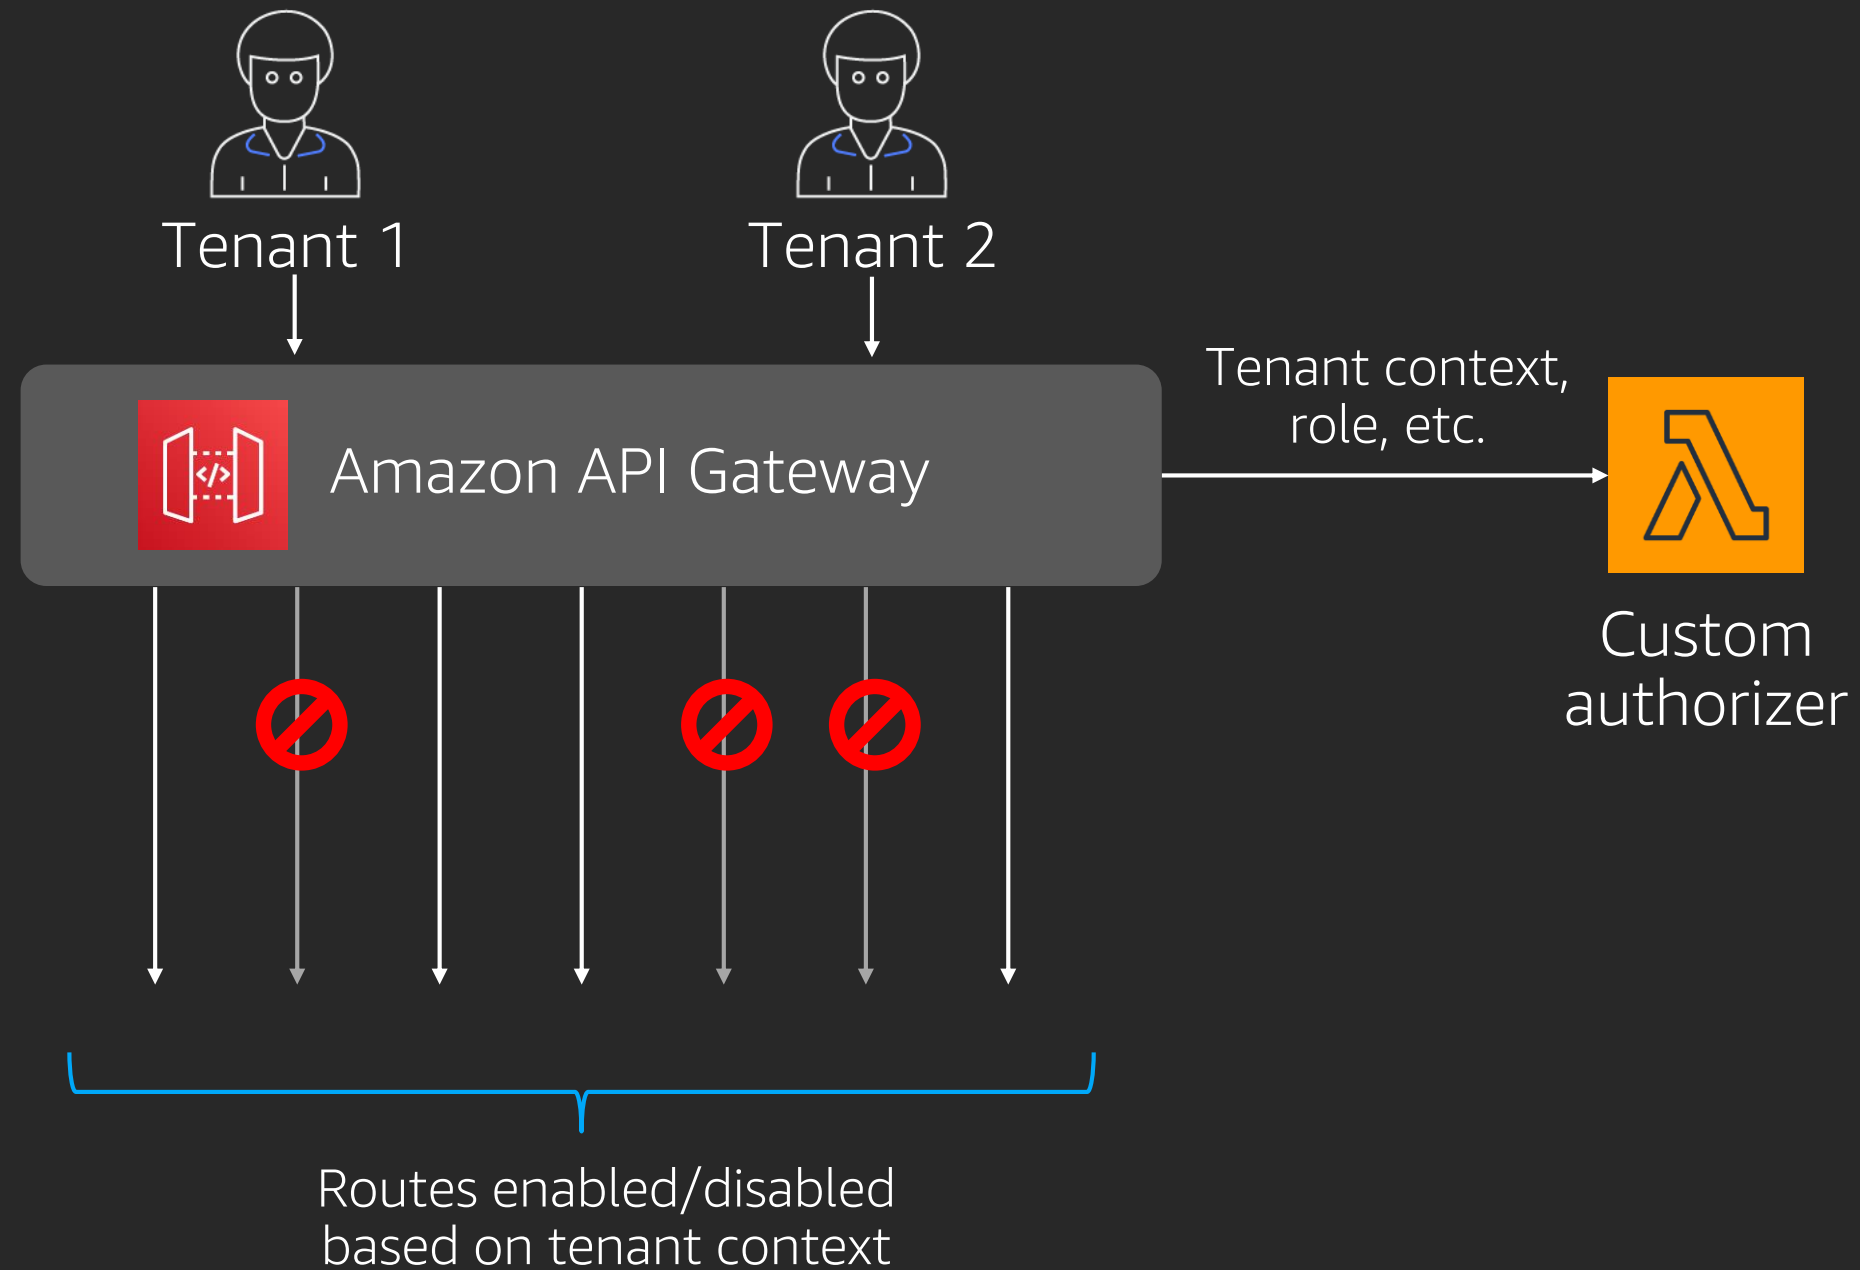 Tenant 1
Tenant 2
Amazon API Gateway
</>
Tenant context,
role, etc.
Custom
authorizer
Routes enabled/disabled
based on tenant context